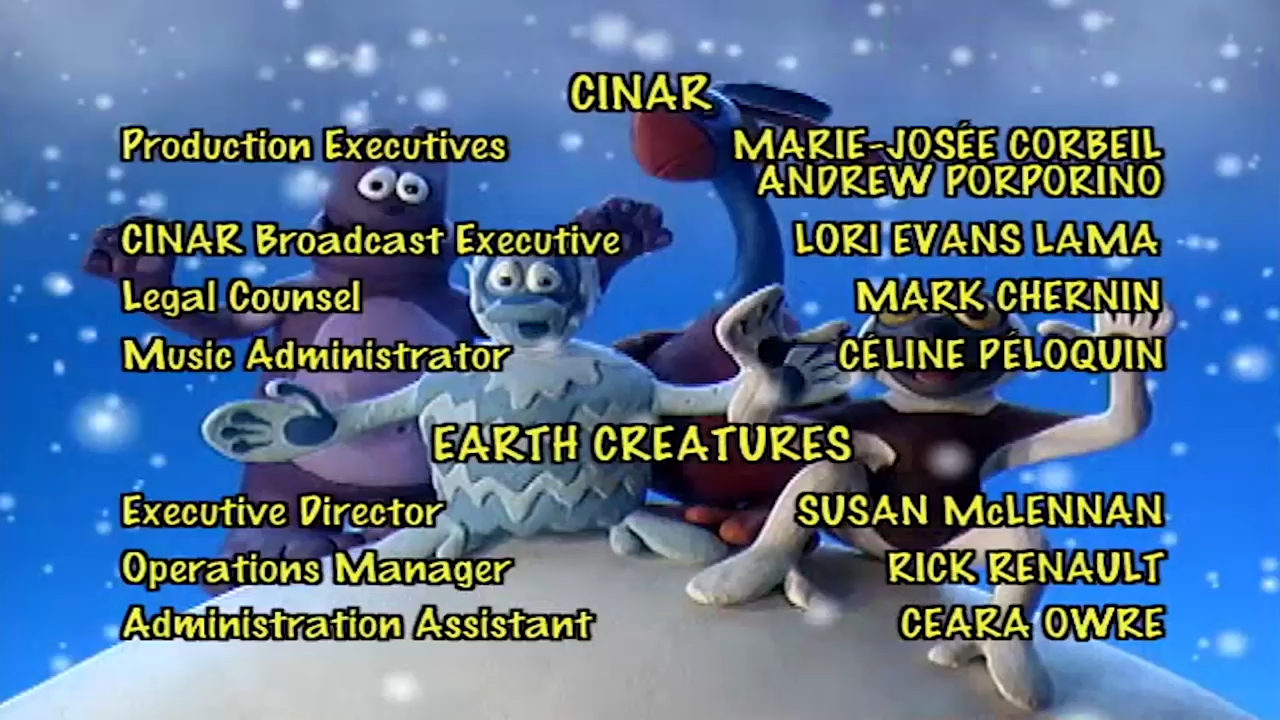 CINAR
Production Executives MARIE-JOSÉE CORBEIL
ANDREW PORPORINO
CINAR Broadcast Executive LORI EVANS LAMA
Legal Counsel MARK CHERNIN
Music Administrator CÉLINE PÉLOQUIN
EARTH CREATURES
Executive Director SUSAN McLENNAN
Operations Manager RICK RENAULT
Administration Assistant CEARA OWRE